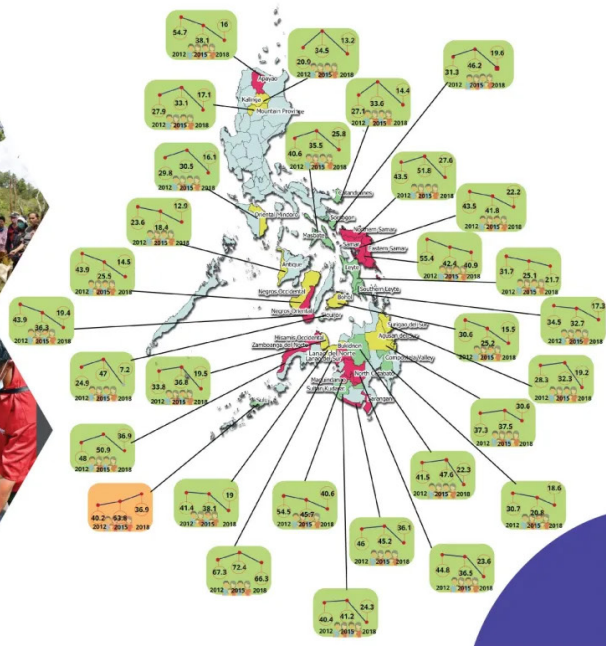 54.7 38.1 16
2012 2015 2018
20.9 34.5 13.2
2012 2015 2018
31.3 46.2 19.6
2012 2015 2018
27.9 33.1 17.1
2012 2015 2018
27.1 33.6 14.4
2012 2015 2018
40.6 35.5 25.8
2012 2015 2018
29.8 30.5 16.1
2012 2015 2018
43.5 51.8 27.6
2012 2015 2018
43.5 41.8 22.2
2012 2015 2018
23.6 18.4 12.9
2012 2015 2018
55.4 42.4 40.9
2012 2015 2018
43.9 25.5 14.5
2012 2015 2018
31.7 25.1 21.7
2012 2015 2018
43.9 36.3 19.4
2012 2015 2018
34.5 32.7 17.3
2012 2015 2018
30.6 25.2 15.5
2012 2015 2018
24.9 47 7.2
2012 2015 2018
33.8 36.8 19.5
2012 2015 2018
28.3 32.3 19.2
2012 2015 2018
37.3 37.5 30.6
2012 2015 2018
48 50.9 36.9
2012 2015 2018
41.5 47.6 22.3
2012 2015 2018
40.2 36.9
2012 2015 2018
41.4 38.1 19
2012 2015 2018
54.5 45.7 40.6
2012 2015 2018
30.7 20.8 18.6
2012 2015 2018
46 45.2 36.1
2012 2015 2018
67.3 72.4 66.3
2012 2015 2018
44.8 36.5 23.6
2012 2015 2018
40.4 41.2 24.3
2012 2015 2018
Apayao
Kalinga
Mountain Province
Catanduanes
Oriental Mindoro
Sorsogon
Masbate
Northern Samar
Samar
Eastern Samar
Antique
Leyte
Negros Occidental
Southern Leyte
Bohol
Negros Oriental
Siquijor
Surigao del Sur
Agusan del Sur
Misamis Occidental
Zamboanga del Norte
Bukidnon
Lanao del Norte
Lanao del Sur
Compostela Valley
Maguindanao
North Cotabato
Sultan Kudarat
Sarangani
Sulu